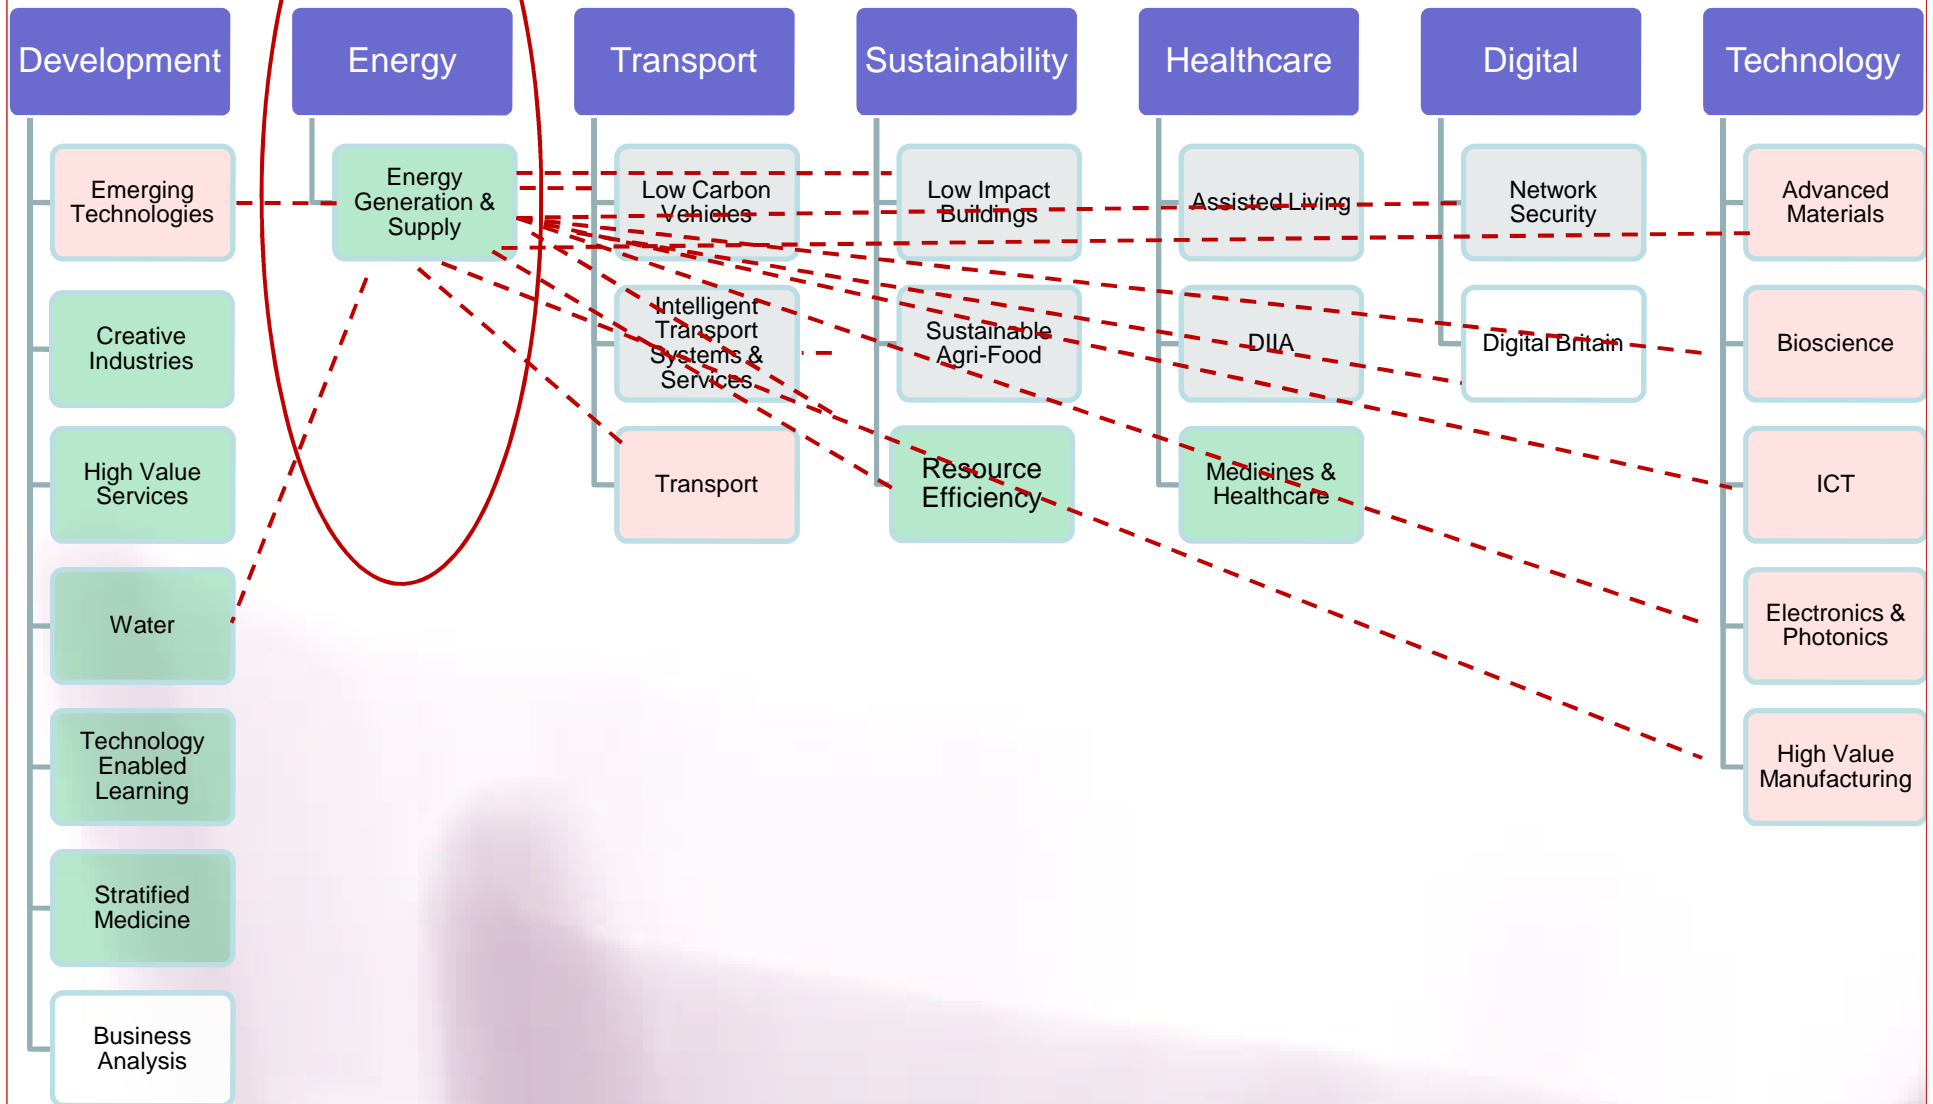 Development
Energy
Transport
Sustainability
Healthcare
Digital
Technology
Emerging
Technologies
Creative
Industries
High Value
Services
Water
Technology
Enabled
Learning
Stratified
Medicine
Business
Analysis
Energy
Generation &
Supply
Low Carbon
Vehicles
Intelligent
Transport
Systems &
Services
Transport
Low Impact
Buildings
Sustainable
Agri-Food
Resource
Efficiency
Assisted Living
DIIA
Medicines &
Healthcare
Network
Security
Digital Britain
Advanced
Materials
Bioscience
ICT
Electronics &
Photonics
High Value
Manufacturing